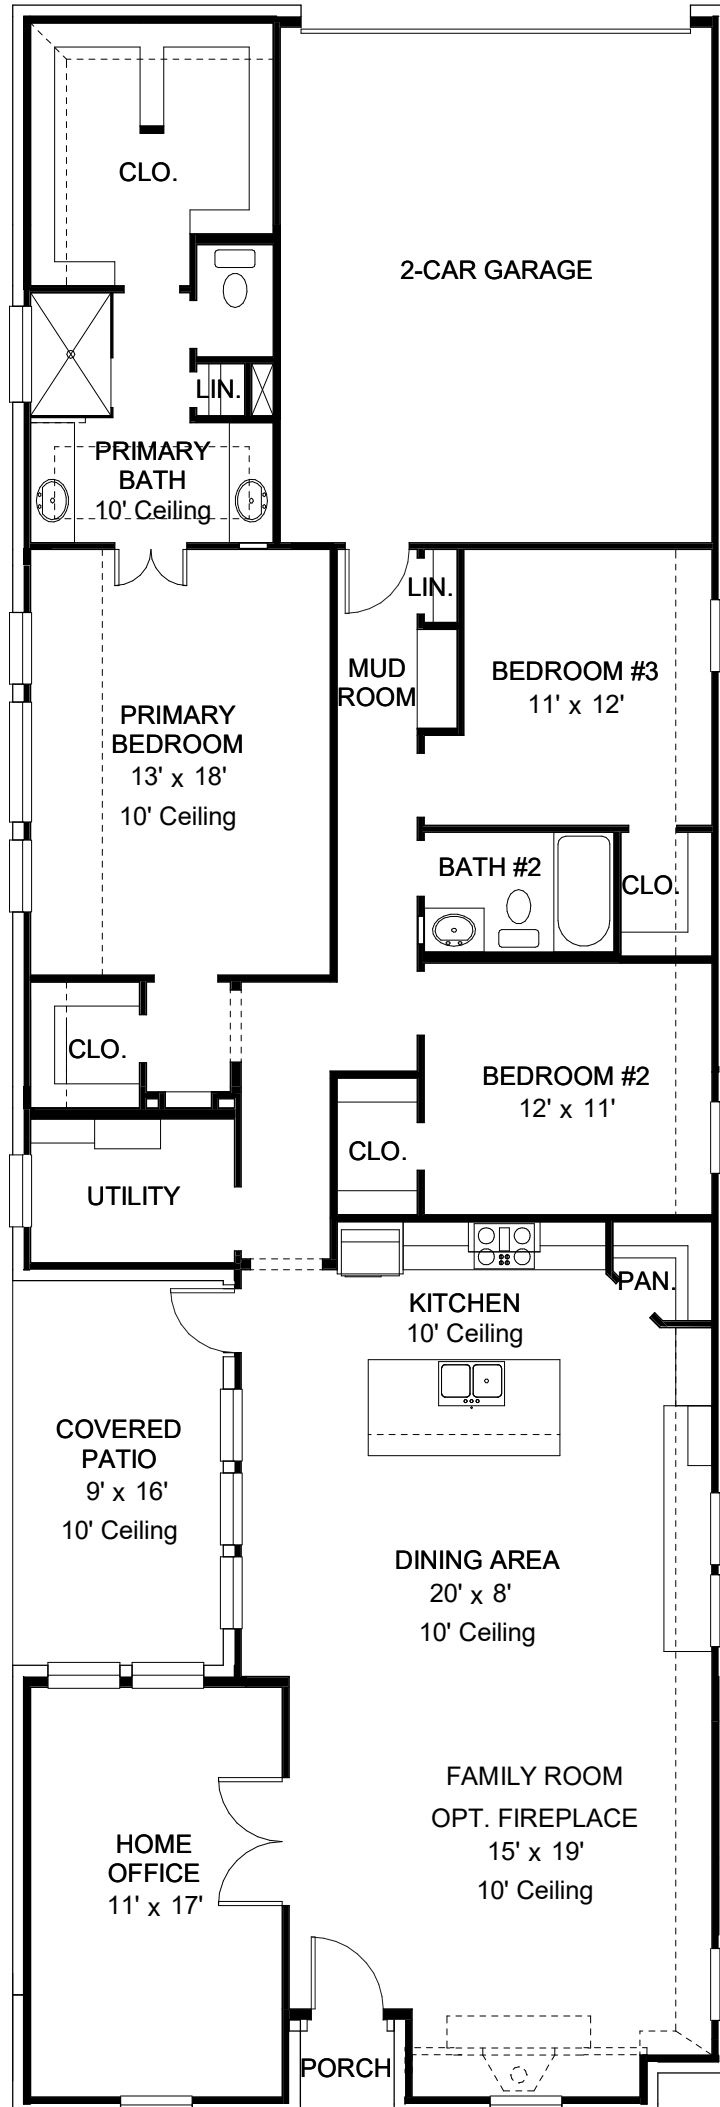 CLO.
2-CAR GARAGE
LIN.
PRIMARY
BATH
10' Ceiling
LIN.
MUD
ROOM
BEDROOM #3
11' x 12'
PRIMARY
BEDROOM
13' x 18'
10' Ceiling
BATH #2
CLO.
CLO.
BEDROOM #2
12' x 11'
CLO.
UTILITY
PAN.
KITCHEN
10' Ceiling
COVERED
PATIO
9' x 16'
10' Ceiling
DINING AREA
20' x 8'
10' Ceiling
FAMILY ROOM
OPT. FIREPLACE
15' x 19'
10' Ceiling
HOME
OFFICE
11' x 17'
PORCH